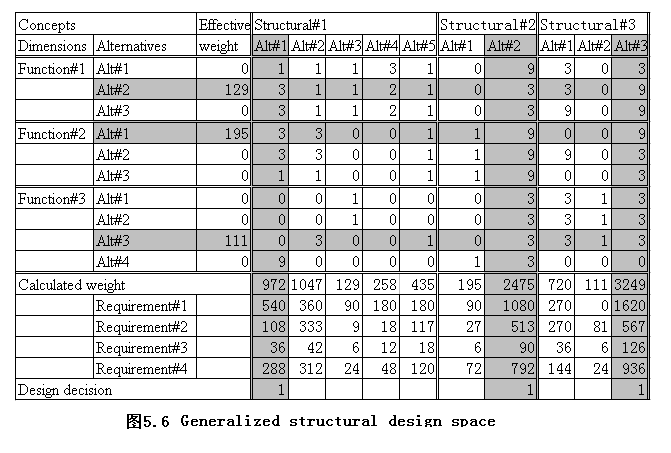 Concepts Effective Structural#1 Structural#2 Structural#3
Dimensions Alternatives weight Alt#1 Alt#2 Alt#3 Alt#4 Alt#5 Alt#1 Alt#2 Alt#1 Alt#2 Alt#3
Function#1 Alt#1 0 1 1 1 3 1 0 9 3 0 3
Alt#2 129 3 1 1 2 1 0 3 3 0 9
Alt#3 0 3 1 1 2 1 0 3 9 0 9
Function#2 Alt#1 195 3 3 0 0 1 1 9 0 0 9
Alt#2 0 3 3 0 0 1 1 9 9 0 3
Alt#3 0 1 1 0 0 1 1 9 0 0 3
Function#3 Alt#1 0 0 0 1 0 0 0 3 3 1 3
Alt#2 0 0 0 1 0 0 0 3 3 1 3
Alt#3 111 0 3 0 0 1 0 3 3 1 3
Alt#4 0 9 0 0 0 0 1 3 0 0 0
Calculated weight 972 1047 129 258 435 195 2475 720 111 3249
Requirement#1 540 360 90 180 180 90 1080 270 0 1620
Requirement#2 108 333 9 18 117 27 513 270 81 567
Requirement#3 36 42 6 12 18 6 90 36 6 126
Requirement#4 288 312 24 48 120 72 792 144 24 936
Design decision 1 1 1
图5.6 Generalized structural design space